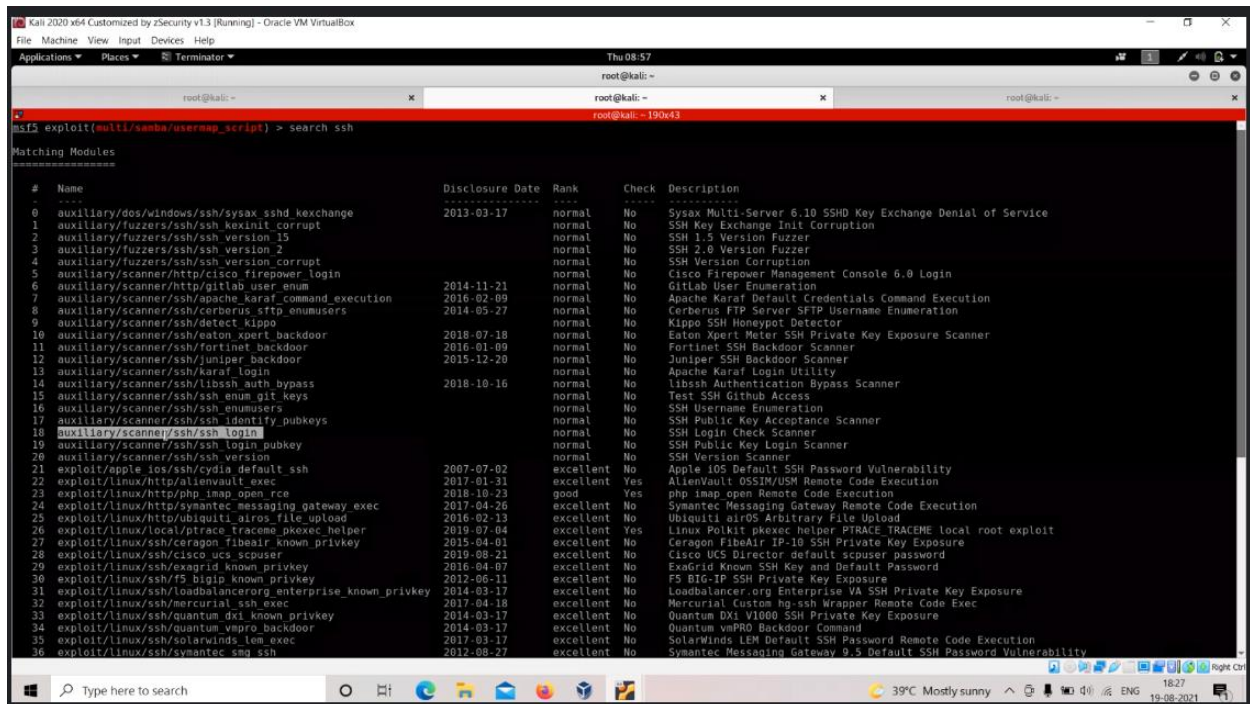 Kali 2020 x64 Customized by zSecurity v1.3 [Running] - Oracle VM VirtualBox
File Machine View Input Devices Help
Applications Places Terminator Thu 08:57 1
root@kali: ~
root@kali: ~ root@kali: ~ root@kali: ~
root@kali: ~ 190x43
msf5 exploit(multi/samba/usermap_script) > search ssh
Matching Modules
================
# Name Disclosure Date Rank Check Description
- ---- --------------- ---- ----- -----------
0 auxiliary/dos/windows/ssh/sysax_sshd_kexchange 2013-03-17 normal No Sysax Multi-Server 6.10 SSHD Key Exchange Denial of Service
1 auxiliary/fuzzers/ssh/ssh_kexinit_corrupt normal No SSH Key Exchange Init Corruption
2 auxiliary/fuzzers/ssh/ssh_version_15 normal No SSH 1.5 Version Fuzzer
3 auxiliary/fuzzers/ssh/ssh_version_2 normal No SSH 2.0 Version Fuzzer
4 auxiliary/fuzzers/ssh/ssh_version_corrupt normal No SSH Version Corruption
5 auxiliary/scanner/http/cisco_firepower_login normal No Cisco Firepower Management Console 6.0 Login
6 auxiliary/scanner/http/gitlab_user_enum 2014-11-21 normal No GitLab User Enumeration
7 auxiliary/scanner/ssh/apache_karaf_command_execution 2016-02-09 normal No Apache Karaf Default Credentials Command Execution
8 auxiliary/scanner/ssh/cerberus_sftp_enumusers 2014-05-27 normal No Cerberus FTP Server SFTP Username Enumeration
9 auxiliary/scanner/ssh/detect_kippo normal No Kippo SSH Honeypot Detector
10 auxiliary/scanner/ssh/eaton_xpert_backdoor 2018-07-18 normal No Eaton Xpert Meter SSH Private Key Exposure Scanner
11 auxiliary/scanner/ssh/fortinet_backdoor 2016-01-09 normal No Fortinet SSH Backdoor Scanner
12 auxiliary/scanner/ssh/juniper_backdoor 2015-12-20 normal No Juniper SSH Backdoor Scanner
13 auxiliary/scanner/ssh/karaf_login normal No Apache Karaf Login Utility
14 auxiliary/scanner/ssh/libssh_auth_bypass 2018-10-16 normal No libssh Authentication Bypass Scanner
15 auxiliary/scanner/ssh/ssh_enum_git_keys normal No Test SSH Github Access
16 auxiliary/scanner/ssh/ssh_enumusers normal No SSH Username Enumeration
17 auxiliary/scanner/ssh/ssh_identify_pubkeys normal No SSH Public Key Acceptance Scanner
18 auxiliary/scanner/ssh/ssh_login normal No SSH Login Check Scanner
19 auxiliary/scanner/ssh/ssh_login_pubkey normal No SSH Public Key Login Scanner
20 auxiliary/scanner/ssh/ssh_version normal No SSH Version Scanner
21 exploit/apple_ios/ssh/cydia_default_ssh 2007-07-02 excellent No Apple iOS Default SSH Password Vulnerability
22 exploit/linux/http/alienvault_exec 2017-01-31 excellent Yes AlienVault OSSIM/USM Remote Code Execution
23 exploit/linux/http/php_imap_open_rce 2018-10-23 good Yes php imap_open Remote Code Execution
24 exploit/linux/http/symantec_messaging_gateway_exec 2017-04-26 excellent No Symantec Messaging Gateway Remote Code Execution
25 exploit/linux/http/ubiquiti_airos_file_upload 2016-02-13 excellent No Ubiquiti airOS Arbitrary File Upload
26 exploit/linux/local/ptrace_traceme_pkexec_helper 2019-07-04 excellent Yes Linux Polkit pkexec helper PTRACE_TRACEME local root exploit
27 exploit/linux/ssh/ceragon_fibeair_known_privkey 2015-04-01 excellent No Ceragon FibeAir IP-10 SSH Private Key Exposure
28 exploit/linux/ssh/cisco_ucs_scpuser 2019-08-21 excellent No Cisco UCS Director default scpuser password
29 exploit/linux/ssh/exagrid_known_privkey 2016-04-07 excellent No ExaGrid Known SSH Key and Default Password
30 exploit/linux/ssh/f5_bigip_known_privkey 2012-06-11 excellent No F5 BIG-IP SSH Private Key Exposure
31 exploit/linux/ssh/loadbalancerorg_enterprise_known_privkey 2014-03-17 excellent No Loadbalancer.org Enterprise VA SSH Private Key Exposure
32 exploit/linux/ssh/mercurial_ssh_exec 2017-04-18 excellent No Mercurial Custom hg-ssh Wrapper Remote Code Exec
33 exploit/linux/ssh/quantum_dxi_known_privkey 2014-03-17 excellent No Quantum DXi V1000 SSH Private Key Exposure
34 exploit/linux/ssh/quantum_vmpro_backdoor 2014-03-17 excellent No Quantum vmPRO Backdoor Command
35 exploit/linux/ssh/solarwinds_lem_exec 2017-03-17 excellent No SolarWinds LEM Default SSH Password Remote Code Execution
36 exploit/linux/ssh/symantec_smg_ssh 2012-08-27 excellent No Symantec Messaging Gateway 9.5 Default SSH Password Vulnerability
Right Ctrl
Type here to search 39°C Mostly sunny ENG 18:27
19-08-2021